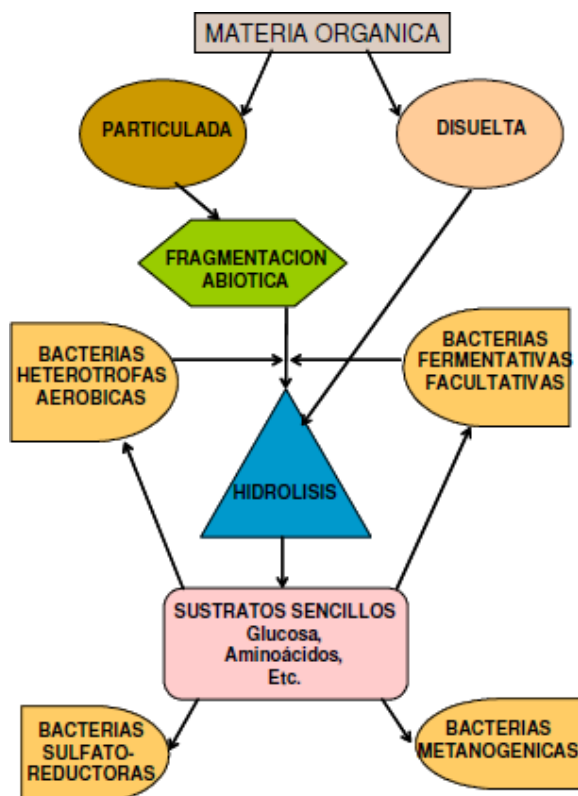 MATERIA ORGANICA
PARTICULADA
DISUELTA
FRAGMENTACION
ABIOTICA
BACTERIAS
HETEROTROFAS
AEROBICAS
BACTERIAS
FERMENTATIVAS
FACULTATIVAS
HIDROLISIS
SUSTRATOS SENCILLOS
Glucosa,
Aminoácidos,
Etc.
BACTERIAS
SULFATO-
REDUCTORAS
BACTERIAS
METANOGENICAS